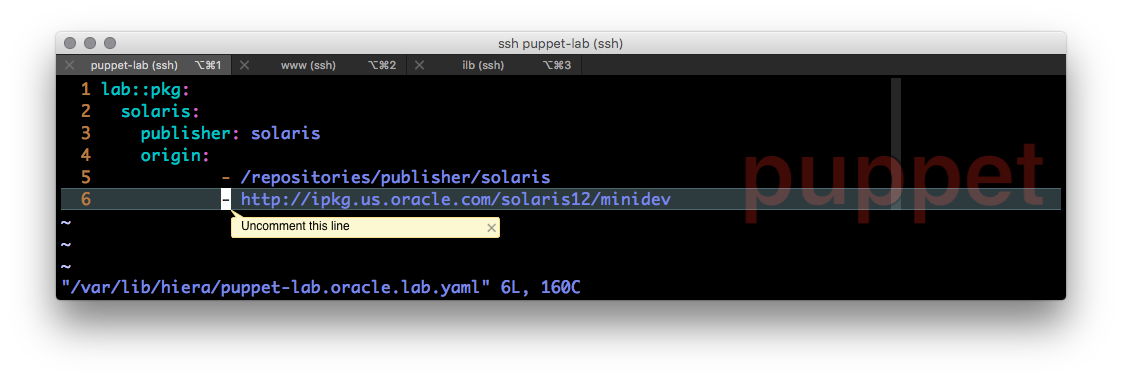 ssh puppet-lab (ssh)
puppet-lab (ssh) ⌥⌘1 www (ssh) ⌥⌘2 ilb (ssh) ⌥⌘3
1 lab::pkg:
2 solaris:
3 publisher: solaris
4 origin:
5 - /repositories/publisher/solaris
6 - http://ipkg.us.oracle.com/solaris12/minidev
puppet
~
Uncomment this line
~
~
"/var/lib/hiera/puppet-lab.oracle.lab.yaml" 6L, 160C